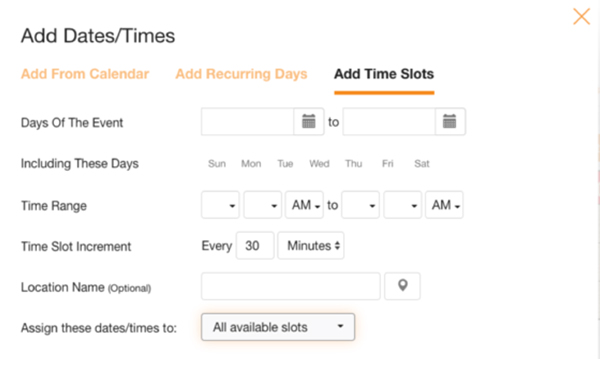 Add Dates/Times
Add From Calendar Add Recurring Days Add Time Slots
Days Of The Event to
Including These Days Sun Mon Tue Wed Thu Fri Sat
Time Range AM to AM
Time Slot Increment Every 30 Minutes
Location Name (Optional)
Assign these dates/times to: All available slots